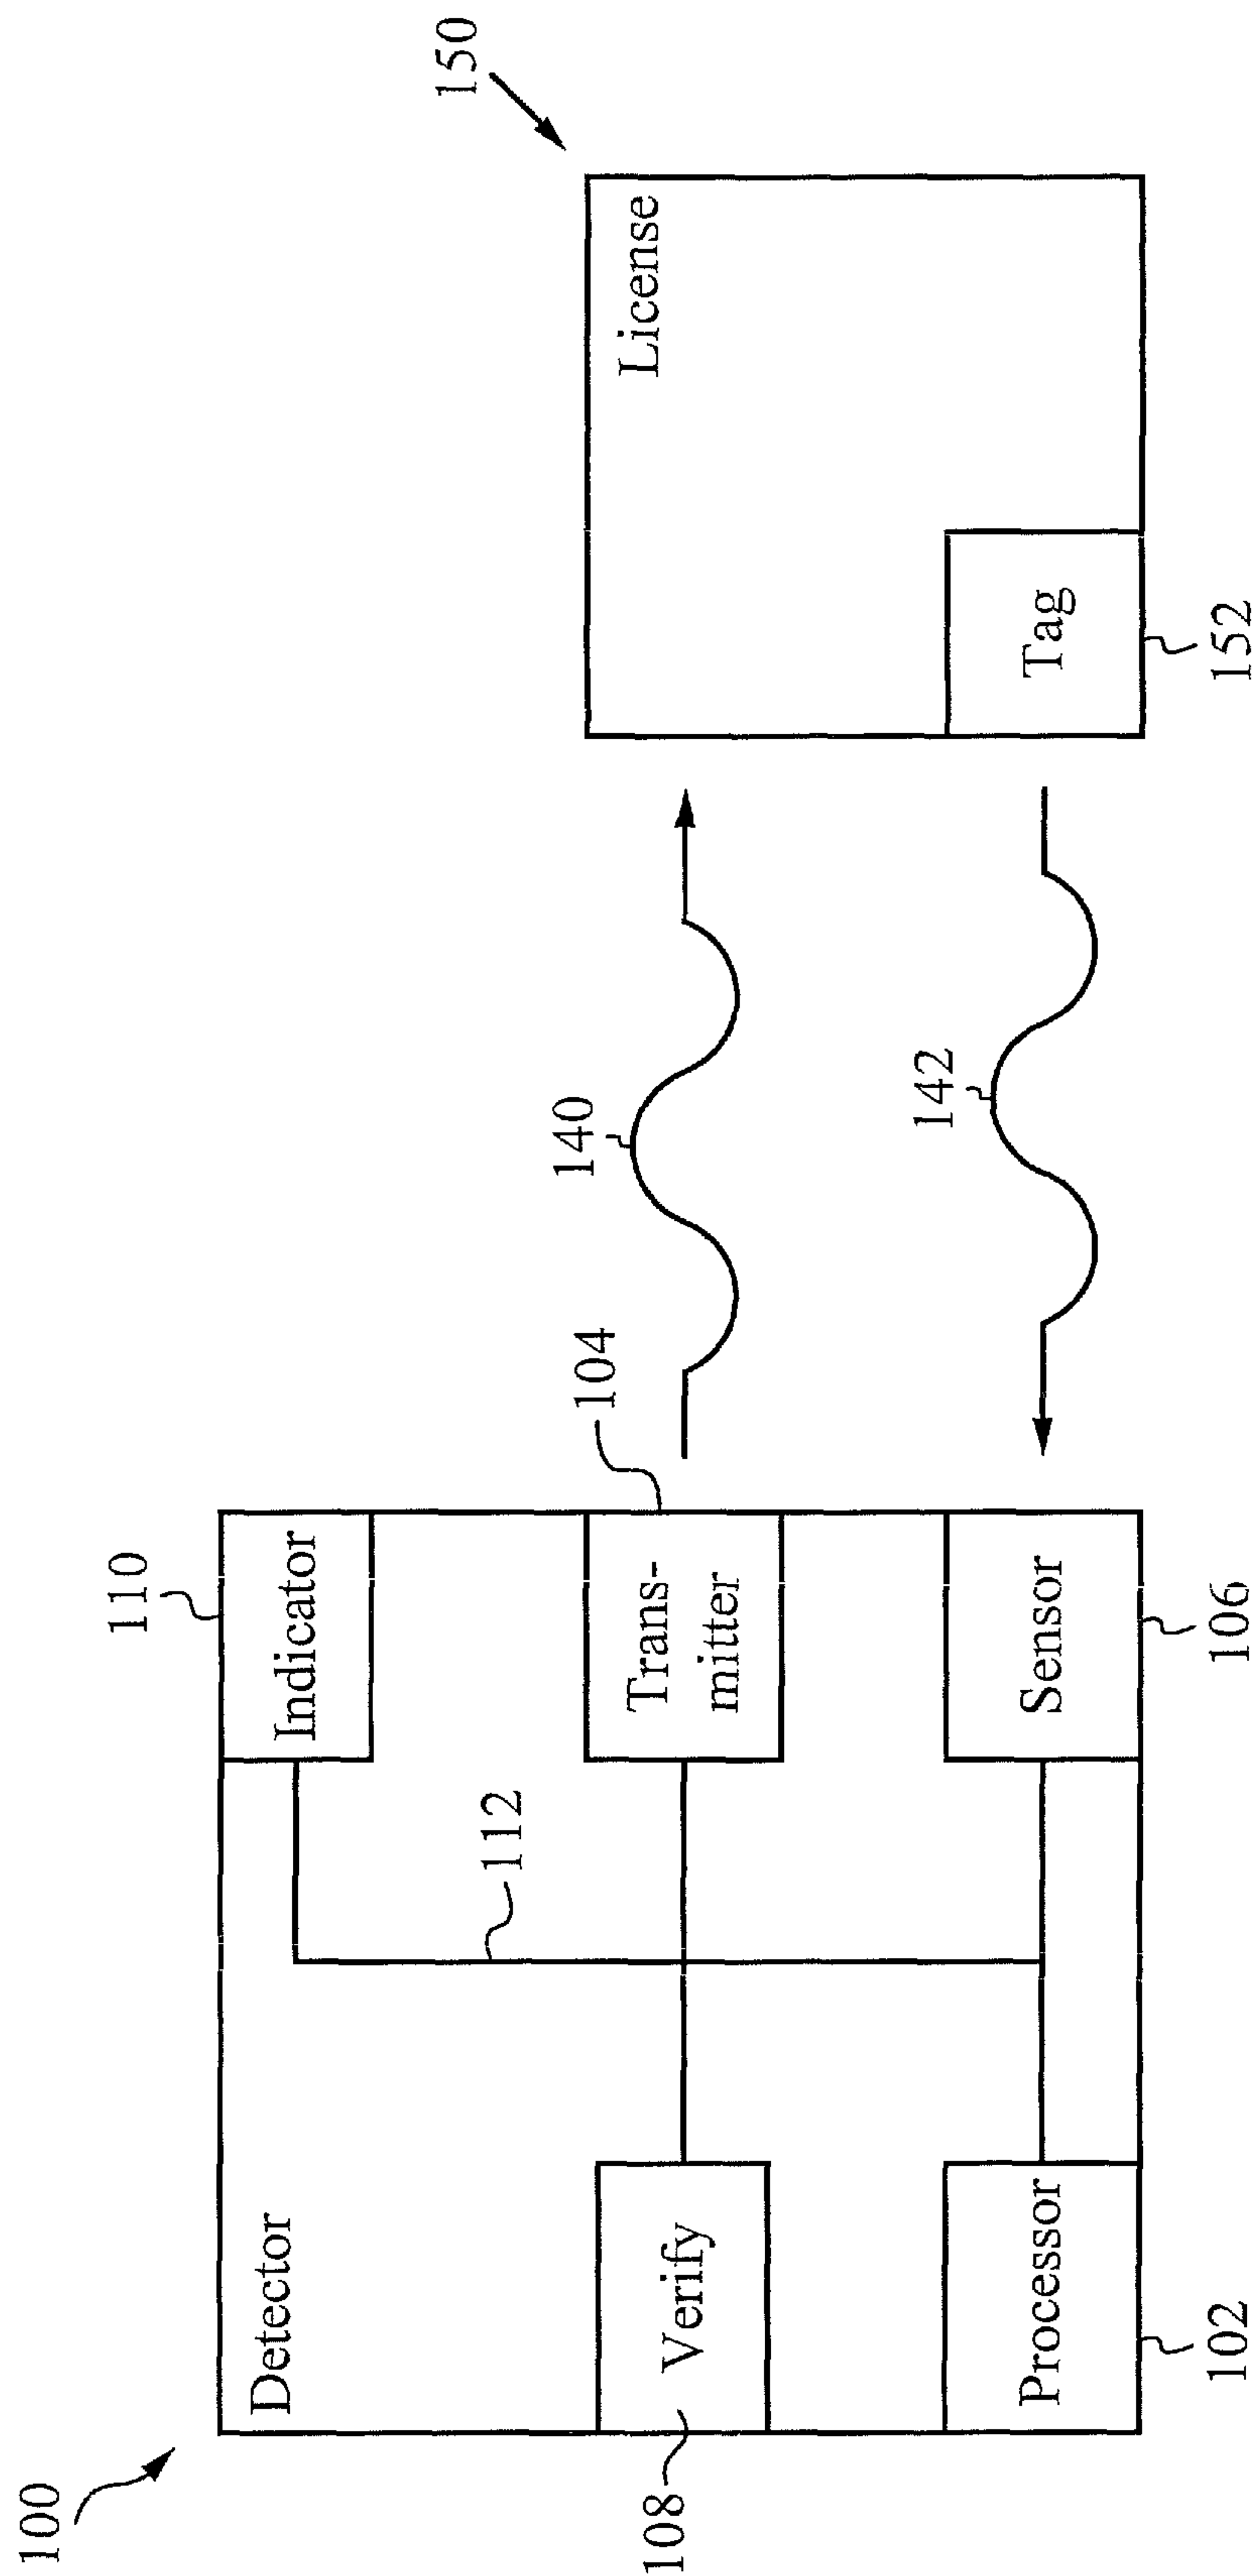 100
Detector
110
Indicator
112
104
Trans-
mitter
108
Verify
Processor
102
Sensor
106
140
142
150
License
Tag
152